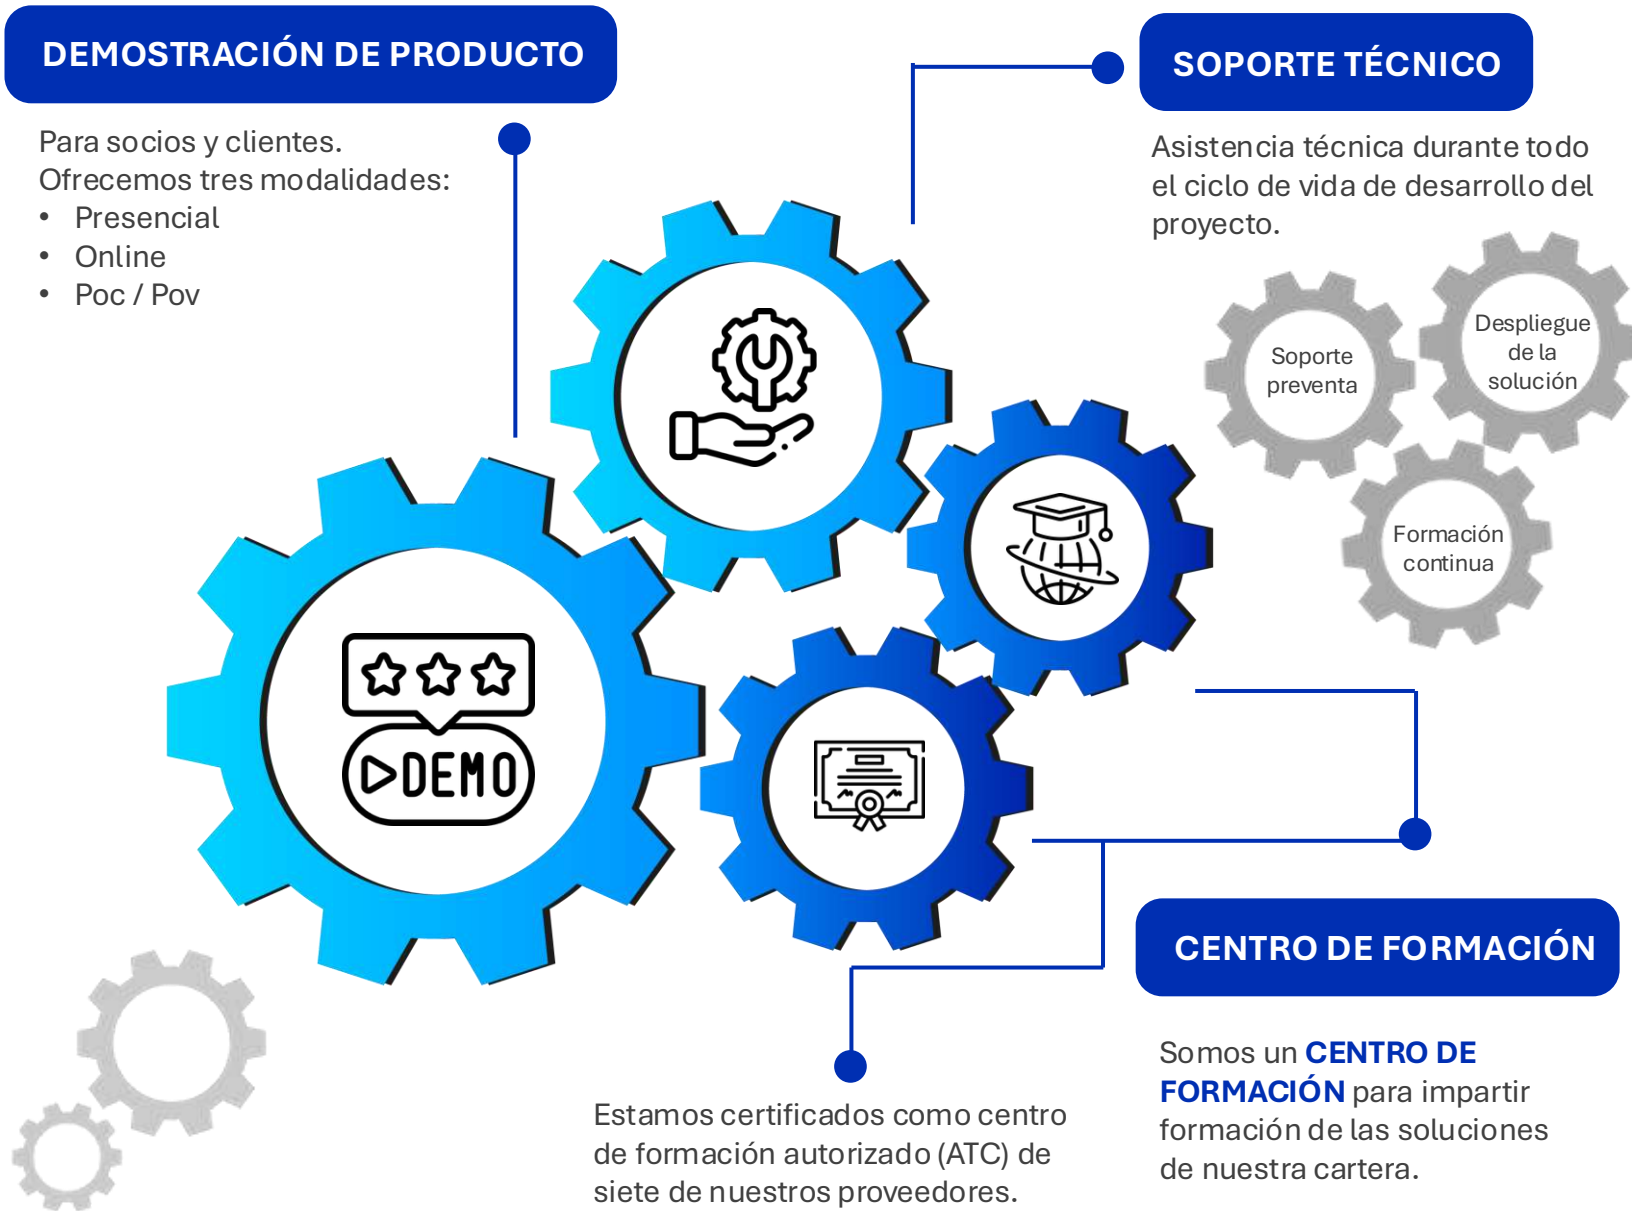 DEMOSTRACIÓN DE PRODUCTO
Para socios y clientes.
Ofrecemos tres modalidades:
• Presencial
• Online
• Poc / Pov
SOPORTE TÉCNICO
Asistencia técnica durante todo
el ciclo de vida de desarrollo del
proyecto.
Soporte
preventa
Despliegue
de la
solución
Formación
continua
DEMO
CENTRO DE FORMACIÓN
Somos un CENTRO DE
FORMACIÓN para impartir
formación de las soluciones
de nuestra cartera.
Estamos certificados como centro
de formación autorizado (ATC) de
siete de nuestros proveedores.